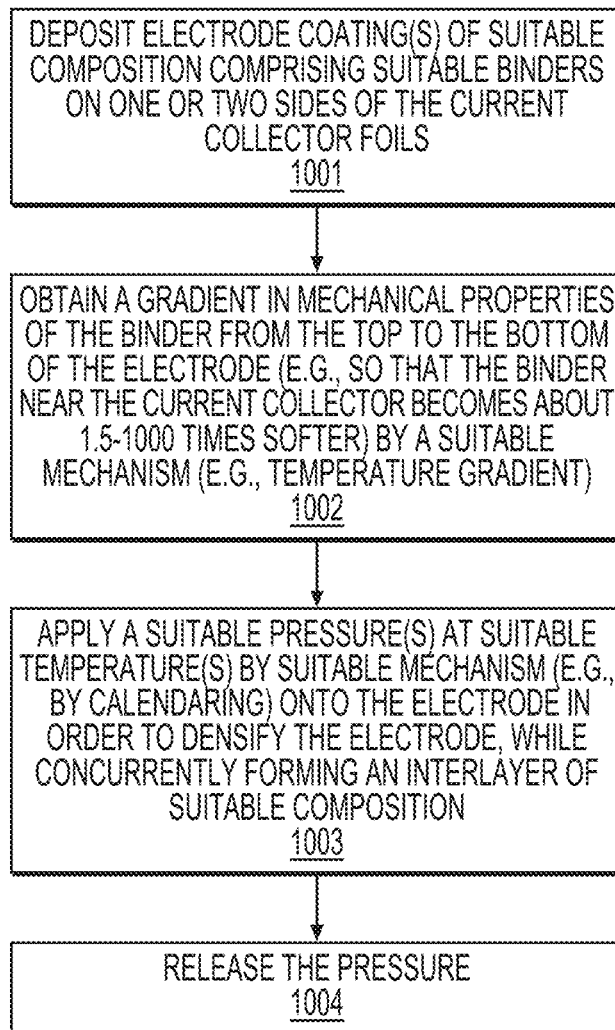 DEPOSIT ELECTRODE COATING(S) OF SUITABLE
COMPOSITION COMPRISING SUITABLE BINDERS
ON ONE OR TWO SIDES OF THE CURRENT
COLLECTOR FOILS
1001
OBTAIN A GRADIENT IN MECHANICAL PROPERTIES
OF THE BINDER FROM THE TOP TO THE BOTTOM
OF THE ELECTRODE (E.G., SO THAT THE BINDER
NEAR THE CURRENT COLLECTOR BECOMES ABOUT
1.5-1000 TIMES SOFTER) BY A SUITABLE
MECHANISM (E.G., TEMPERATURE GRADIENT)
1002
APPLY A SUITABLE PRESSURE(S) AT SUITABLE
TEMPERATURE(S) BY SUITABLE MECHANISM (E.G.,
BY CALENDARING) ONTO THE ELECTRODE IN
ORDER TO DENSIFY THE ELECTRODE, WHILE
CONCURRENTLY FORMING AN INTERLAYER OF
SUITABLE COMPOSITION
1003
RELEASE THE PRESSURE
1004